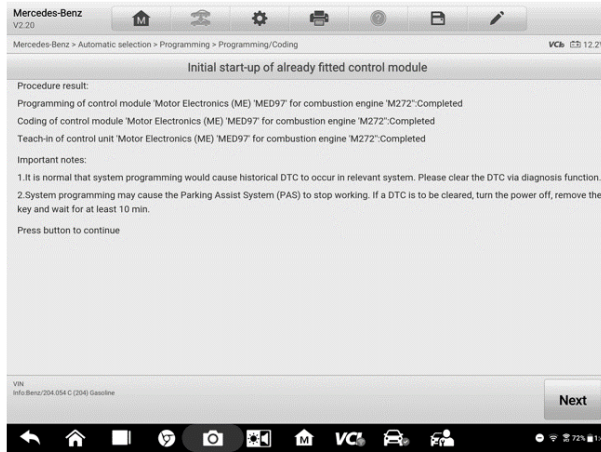 Mercedes-Benz
V2.20
Mercedes-Benz > Automatic selection > Programming > Programming/Coding
VCI 12.2
Initial start-up of already fitted control module
Procedure result:
Programming of control module 'Motor Electronics (ME) 'MED97' for combustion engine 'M272'':Completed
Coding of control module 'Motor Electronics (ME) 'MED97' for combustion engine 'M272'':Completed
Teach-in of control unit 'Motor Electronics (ME) 'MED97' for combustion engine 'M272'':Completed
Important notes:
1.It is normal that system programming would cause historical DTC to occur in relevant system. Please clear the DTC via diagnosis function.
2.System programming may cause the Parking Assist System (PAS) to stop working. If a DTC is to be cleared, turn the power off, remove the
key and wait for at least 10 min.
Press button to continue
VIN
Info:Benz/204.054 C (204) Gasoline
Next
M VCI 72%